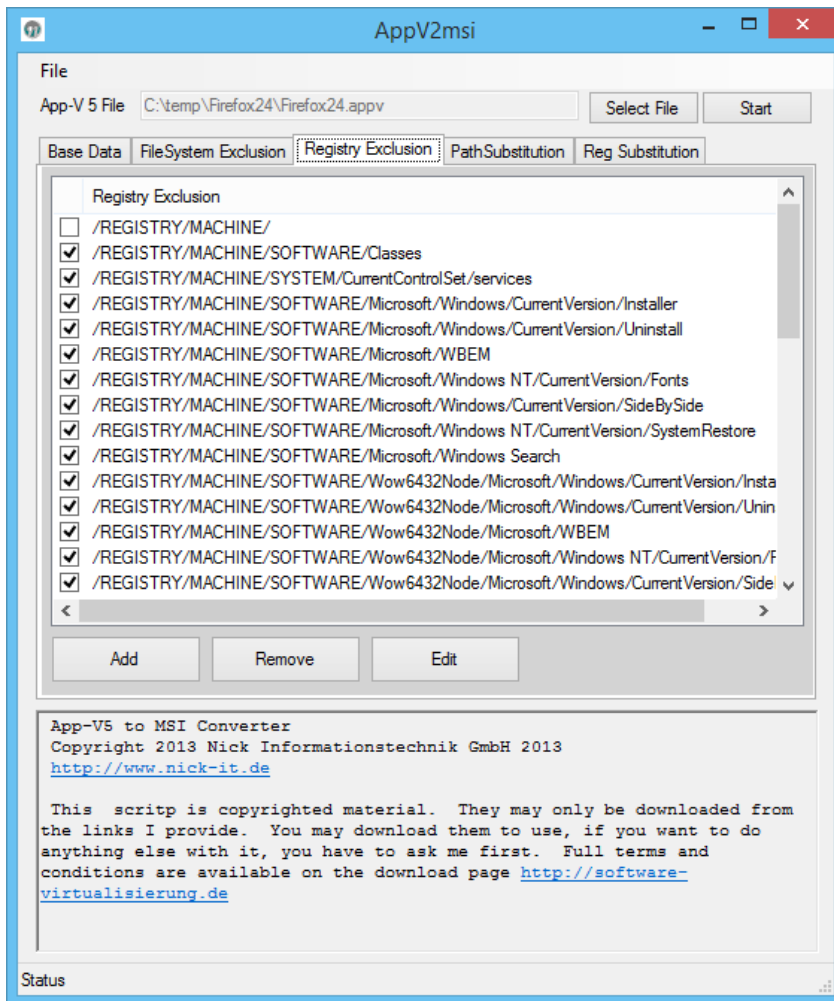 AppV2msi
File
App-V 5 File C:\temp\Firefox24\Firefox24.appv Select File Start
Base Data FileSystem Exclusion Registry Exclusion PathSubstitution Reg Substitution
Registry Exclusion
/REGISTRY/MACHINE/
/REGISTRY/MACHINE/SOFTWARE/Classes
/REGISTRY/MACHINE/SYSTEM/CurrentControlSet/services
/REGISTRY/MACHINE/SOFTWARE/Microsoft/Windows/CurrentVersion/Installer
/REGISTRY/MACHINE/SOFTWARE/Microsoft/Windows/CurrentVersion/Uninstall
/REGISTRY/MACHINE/SOFTWARE/Microsoft/WBEM
/REGISTRY/MACHINE/SOFTWARE/Microsoft/Windows NT/CurrentVersion/Fonts
/REGISTRY/MACHINE/SOFTWARE/Microsoft/Windows/CurrentVersion/SideBySide
/REGISTRY/MACHINE/SOFTWARE/Microsoft/Windows NT/CurrentVersion/SystemRestore
/REGISTRY/MACHINE/SOFTWARE/Microsoft/Windows Search
/REGISTRY/MACHINE/SOFTWARE/Wow6432Node/Microsoft/Windows/CurrentVersion/Insta
/REGISTRY/MACHINE/SOFTWARE/Wow6432Node/Microsoft/Windows/CurrentVersion/Unin
/REGISTRY/MACHINE/SOFTWARE/Wow6432Node/Microsoft/WBEM
/REGISTRY/MACHINE/SOFTWARE/Wow6432Node/Microsoft/Windows NT/CurrentVersion/F
/REGISTRY/MACHINE/SOFTWARE/Wow6432Node/Microsoft/Windows/CurrentVersion/Side
Add Remove Edit
App-V5 to MSI Converter
Copyright 2013 Nick Informationstechnik GmbH 2013
http://www.nick-it.de
This scritp is copyrighted material. They may only be downloaded from
the links I provide. You may download them to use, if you want to do
anything else with it, you have to ask me first. Full terms and
conditions are available on the download page http://software-
virtualisierung.de
Status